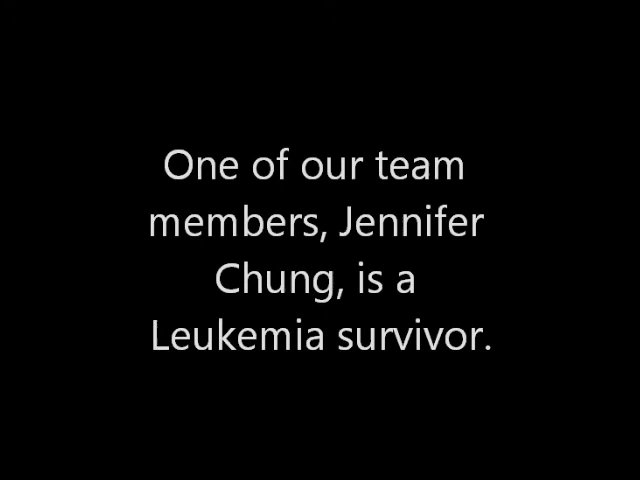 One of our team
members, Jennifer
Chung, is a
Leukemia survivor.